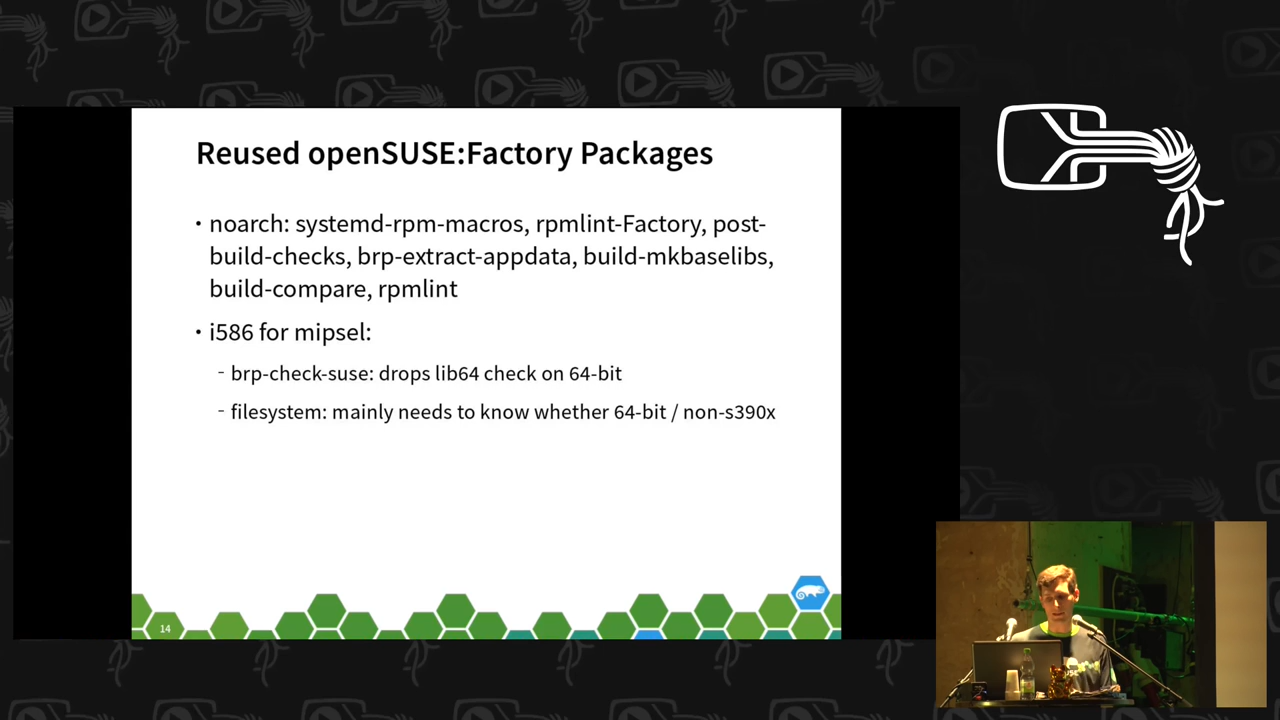 Reused openSUSE:Factory Packages
• noarch: systemd-rpm-macros, rpmlint-Factory, post-
build-checks, brp-extract-appdata, build-mkbaselibs,
build-compare, rpmlint
• i586 for mipsel:
- brp-check-suse: drops lib64 check on 64-bit
- filesystem: mainly needs to know whether 64-bit / non-s390x
14